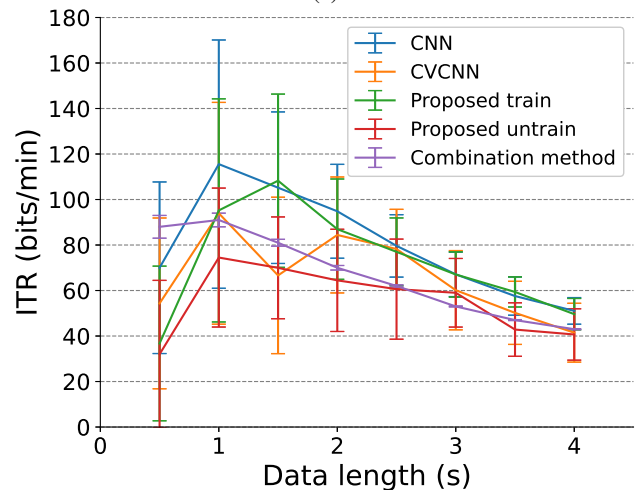 180
160
140
120
100
80
60
40
20
0
ITR (bits/min)
CNN
CVCNN
Proposed train
Proposed untrain
Combination method
0 1 2 3 4
Data length (s)